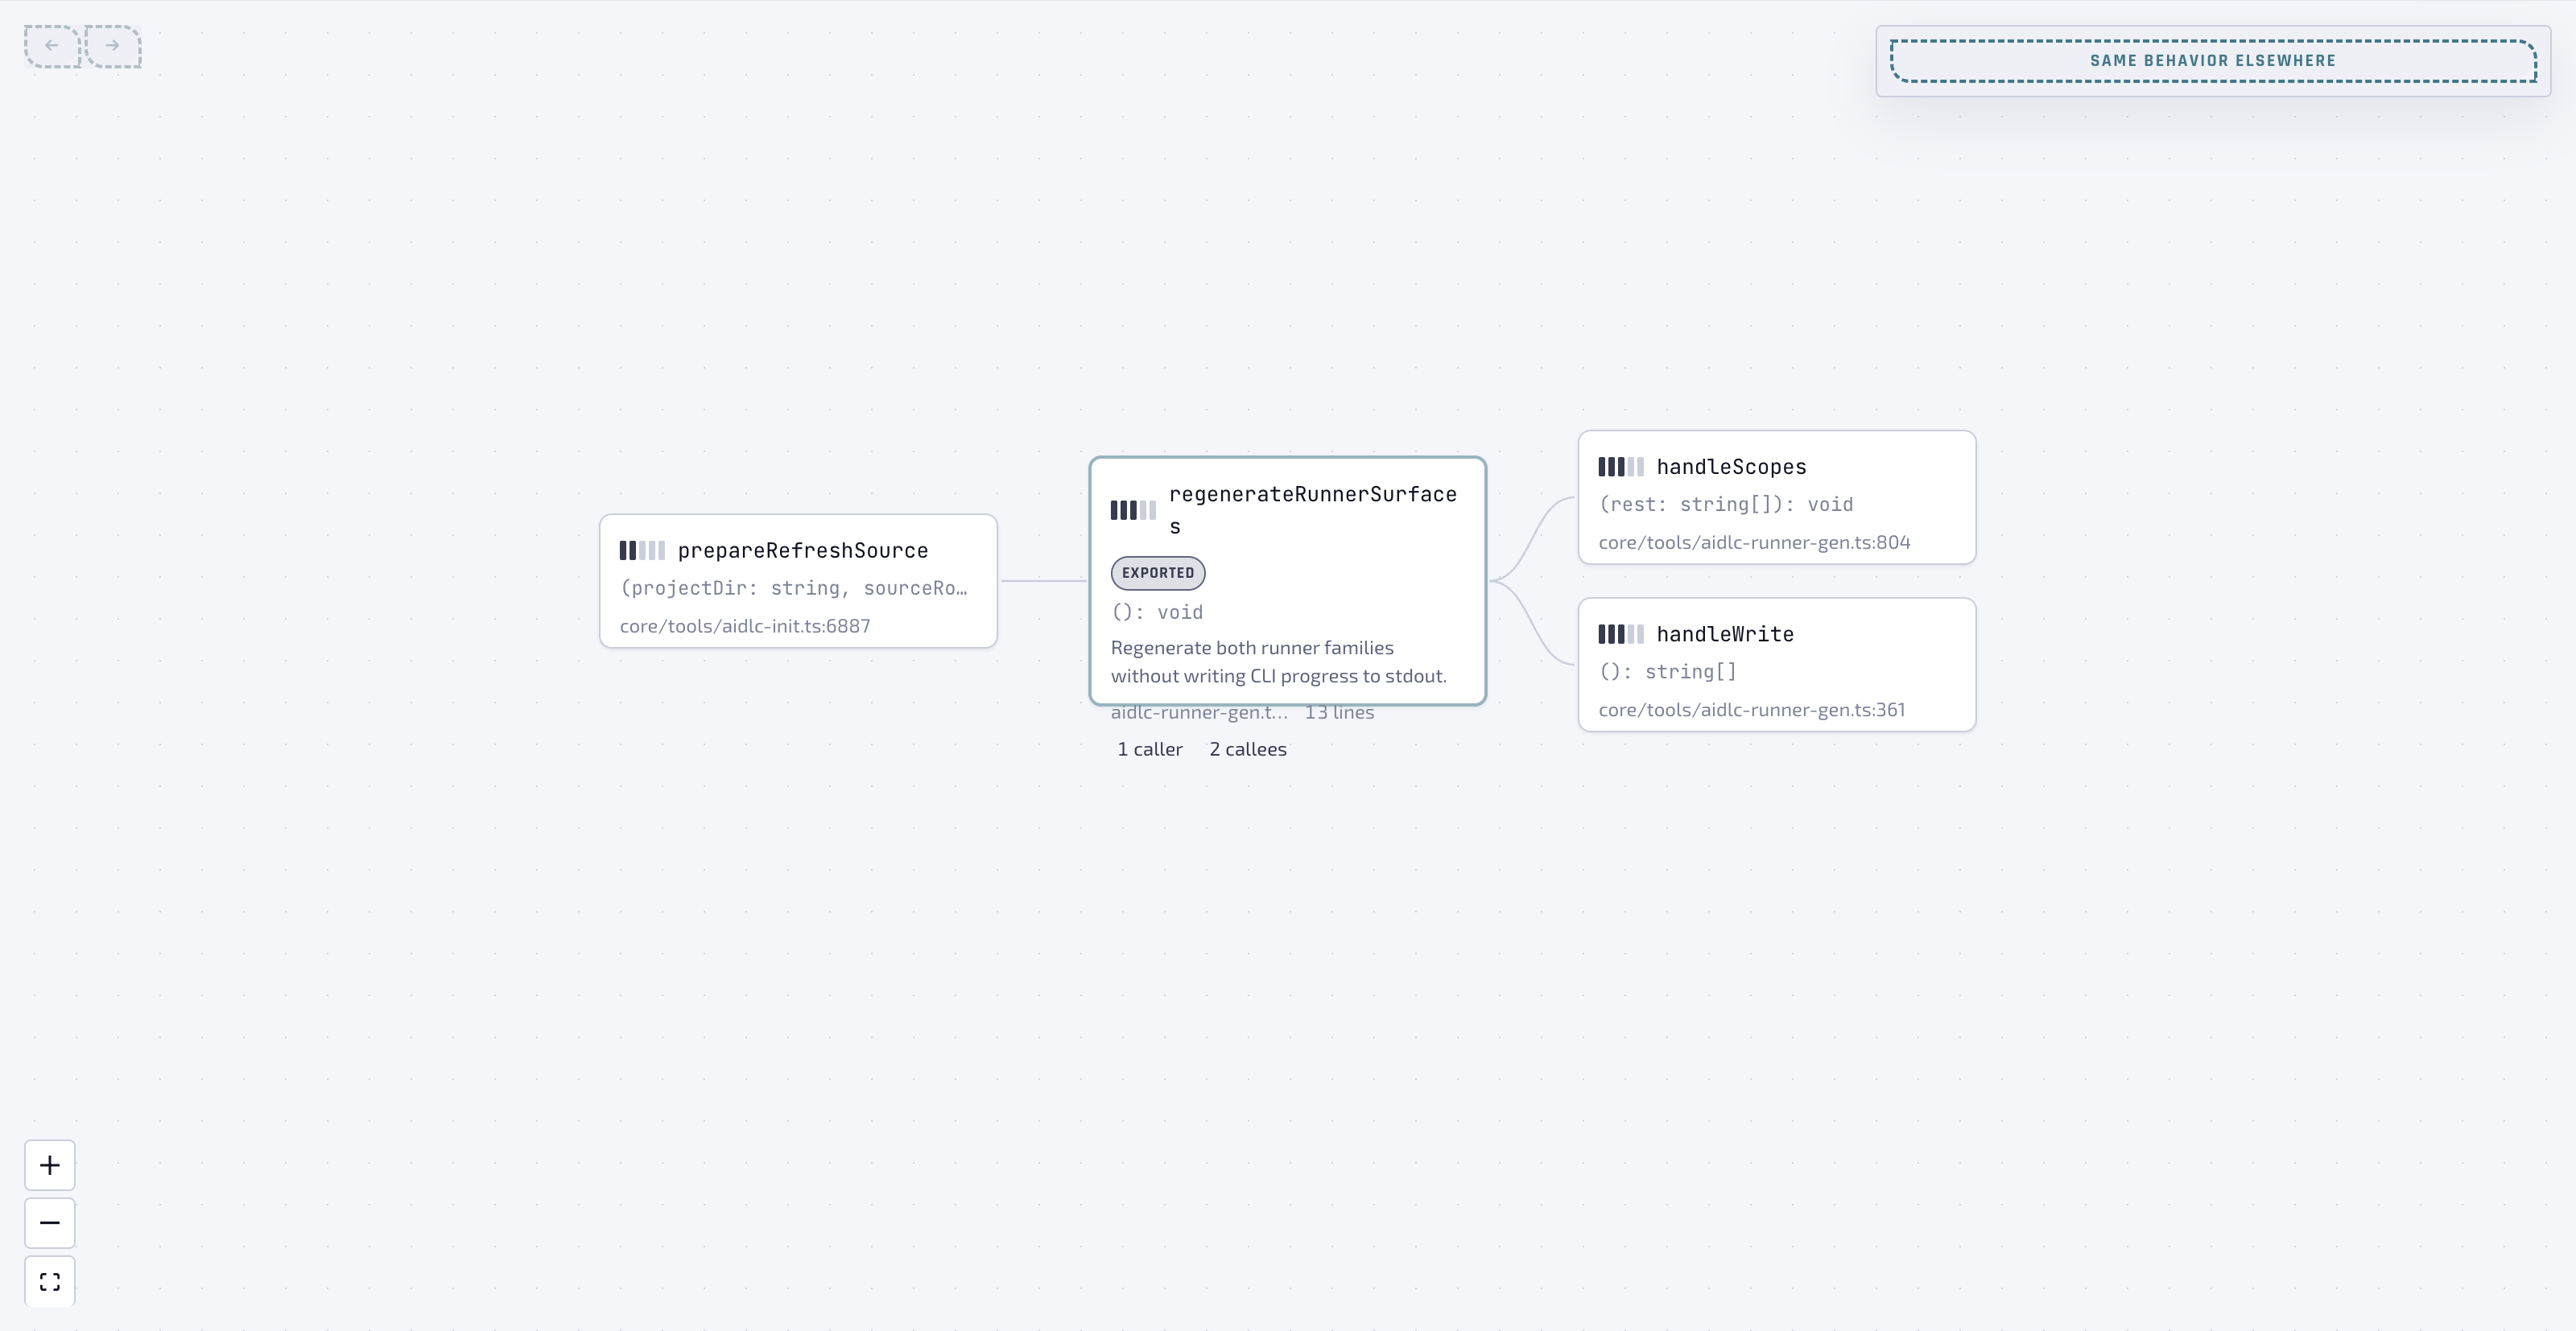 SAME BEHAVIOR ELSEWHERE
prepareRefreshSource
(projectDir: string, sourceRo…
core/tools/aidlc-init.ts:6887
regenerateRunnerSurface
s
EXPORTED
(): void
Regenerate both runner families
without writing CLI progress to stdout.
aidlc-runner-gen.t… 13 lines
1 caller 2 callees
handleScopes
(rest: string[]): void
core/tools/aidlc-runner-gen.ts:804
handleWrite
(): string[]
core/tools/aidlc-runner-gen.ts:361